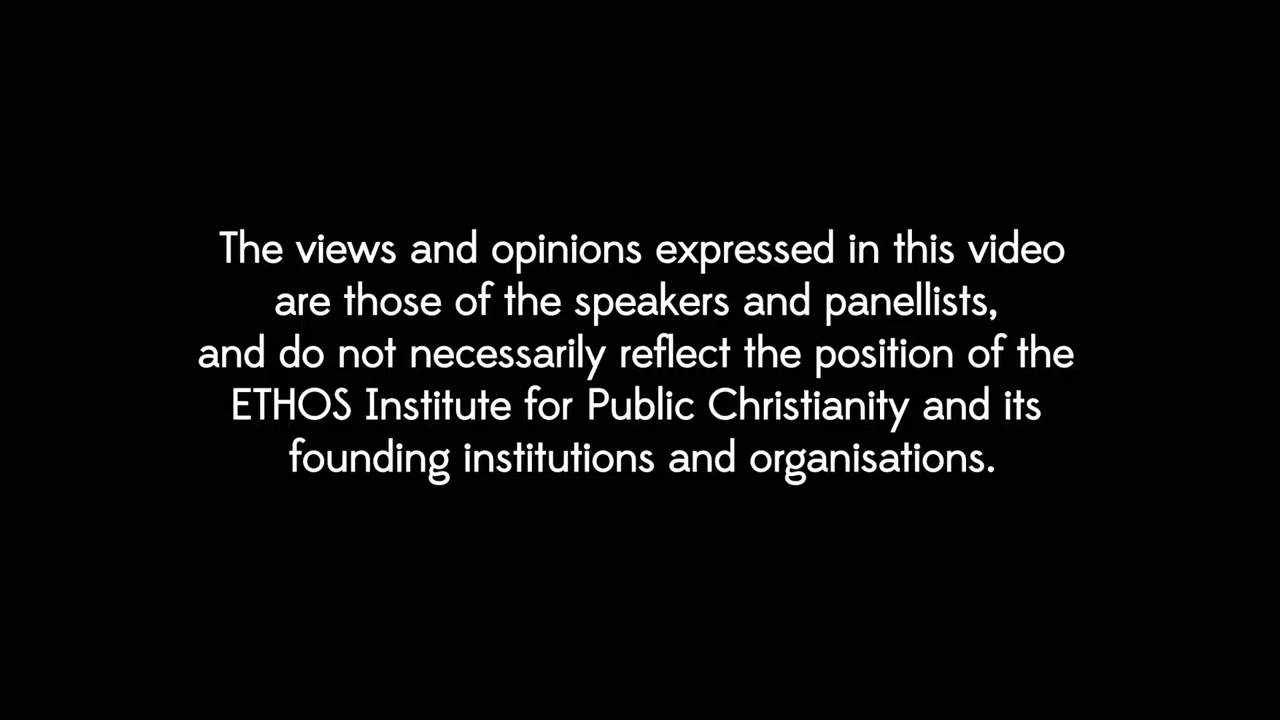 The views and opinions expressed in this video
are those of the speakers and panellists,
and do not necessarily reflect the position of the
ETHOS Institute for Public Christianity and its
founding institutions and organisations.